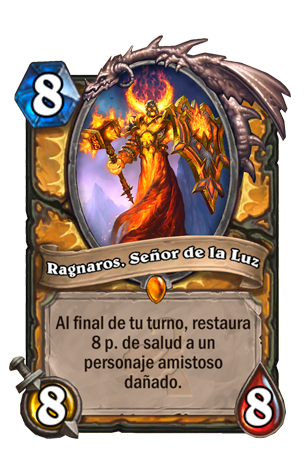 8
Ragnaros, Señor de la Luz
Al final de tu turno, restaura
8 p. de salud a un
personaje amistoso
dañado.
8
8